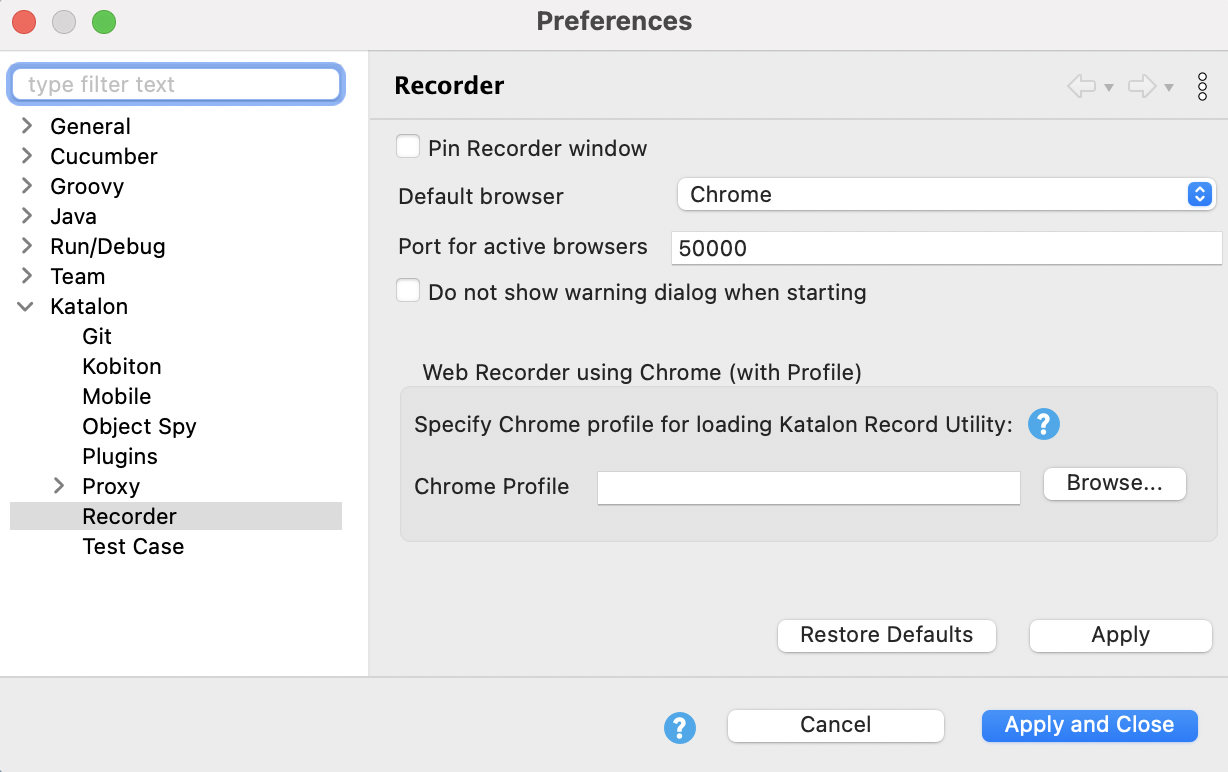 Preferences
type filter text
General
Cucumber
Groovy
Java
Run/Debug
Team
Katalon
Git
Kobiton
Mobile
Object Spy
Plugins
Proxy
Recorder
Test Case
Recorder
Pin Recorder window
Default browser Chrome
Port for active browsers 50000
Do not show warning dialog when starting
Web Recorder using Chrome (with Profile)
Specify Chrome profile for loading Katalon Record Utility: ?
Chrome Profile Browse...
Restore Defaults Apply
? Cancel Apply and Close